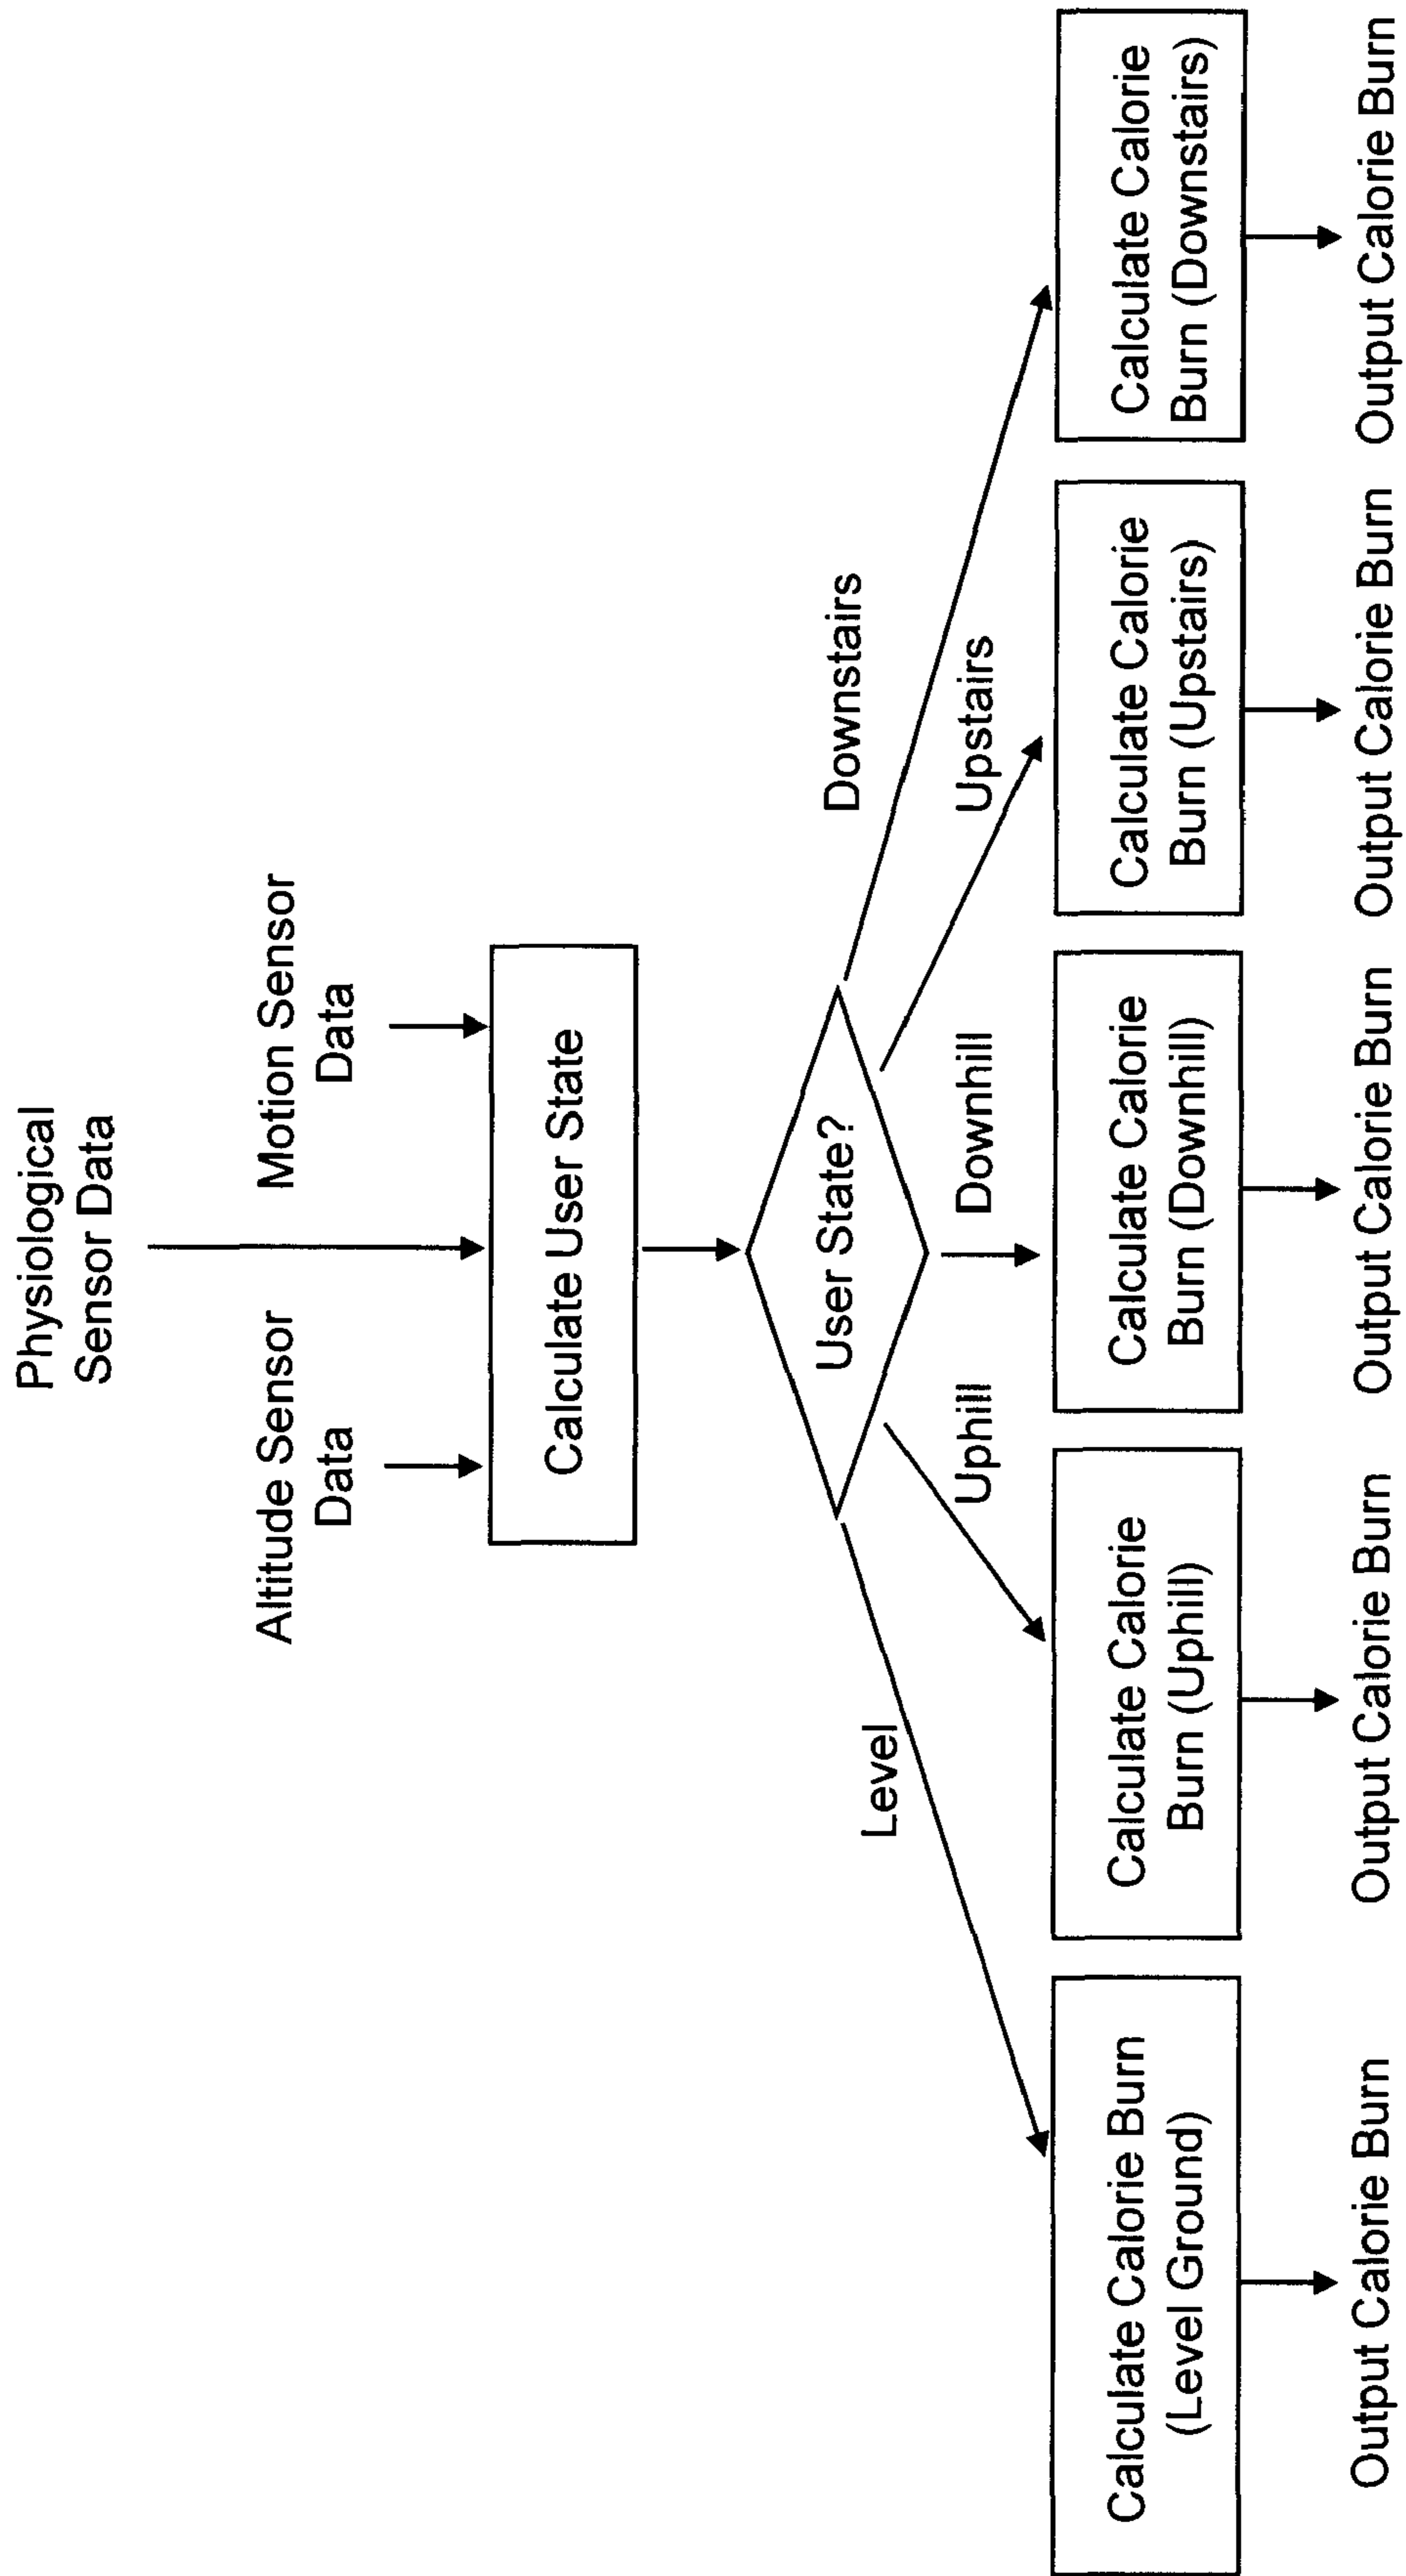 Physiological
Sensor Data
Altitude Sensor
Data
Motion Sensor
Data
Calculate User State
User State?
Level
Uphill
Downhill
Upstairs
Downstairs
Calculate Calorie Burn
(Level Ground)
Calculate Calorie
Burn (Uphill)
Calculate Calorie
Burn (Downhill)
Calculate Calorie
Burn (Upstairs)
Calculate Calorie
Burn (Downstairs)
Output Calorie Burn
Output Calorie Burn
Output Calorie Burn
Output Calorie Burn
Output Calorie Burn